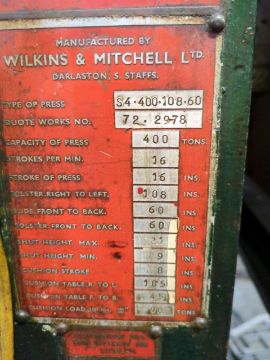 MANUFACTURED BY
WILKINS & MITCHELL LTD.
DARLASTON, S. STAFFS.
TYPE OF PRESS S4-400-108-60
QUOTE WORKS NO. 72-2978
CAPACITY OF PRESS 400 TONS
STROKES PER MIN. 16
STROKE OF PRESS 16 INS.
BOLSTER.RIGHT TO LEFT. 108 INS.
SLIDE.FRONT TO BACK. 60 INS.
BOLSTER.FRONT TO BACK. 60 INS.
SHUT HEIGHT MAX. INS
SHUT HEIGHT MIN. 9 INS
CUSHION STROKE 8 INS
CUSHION TABLE R. TO L. 105 INS
CUSHION TABLE F. TO B. INS
CUSHION LOAD TONS